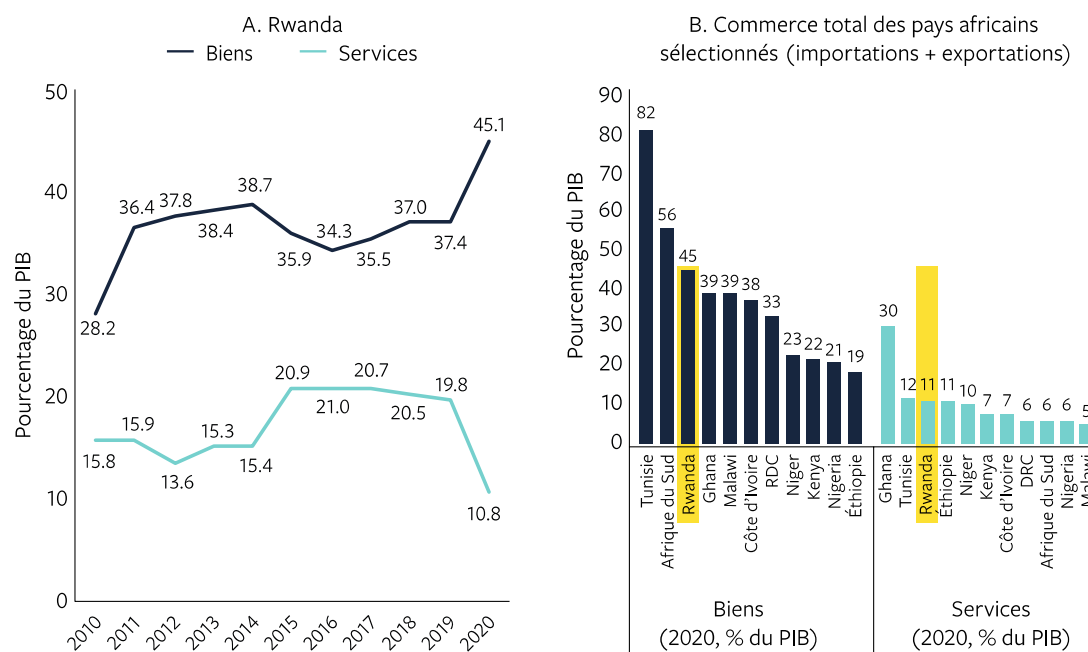 A. Rwanda
Biens Services
Pourcentage du PIB
50
40
30
20
10
0
28.2
36.4
37.8
38.4
38.7
35.9
34.3
35.5
37.0
37.4
45.1
15.8
15.9
13.6
15.3
15.4
20.9
21.0
20.7
20.5
19.8
10.8
2010
2011
2012
2013
2014
2015
2016
2017
2018
2019
2020
B. Commerce total des pays africains
sélectionnés (importations + exportations)
Pourcentage du PIB
90
80
70
60
50
40
30
20
10
0
82
56
45
39
39
38
33
23
22
21
19
30
12
11
11
10
7
7
6
6
6
5
Tunisie
Afrique du Sud
Rwanda
Ghana
Malawi
Côte d'Ivoire
RDC
Niger
Kenya
Nigeria
Éthiopie
Ghana
Tunisie
Rwanda
Éthiopie
Niger
Kenya
Côte d'Ivoire
DRC
Afrique du Sud
Nigeria
Malawi
Biens
(2020, % du PIB)
Services
(2020, % du PIB)